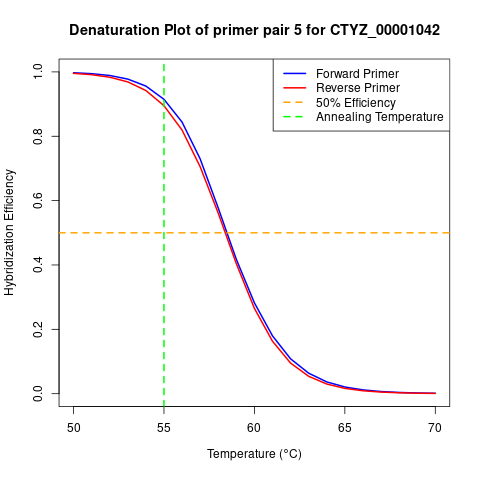 Denaturation Plot of primer pair 5 for CTYZ_00001042
Forward Primer
Reverse Primer
50% Efficiency
Annealing Temperature
Hybridization Efficiency
1.0
0.8
0.6
0.4
0.2
0.0
50 55 60 65 70
Temperature (°C)